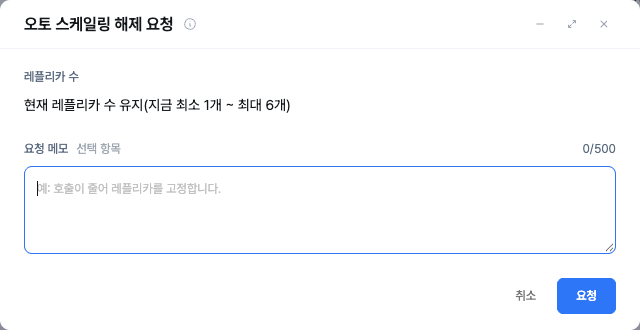 오토 스케일링 해제 요청
레플리카 수
현재 레플리카 수 유지(지금 최소 1개 ~ 최대 6개)
요청 메모 선택 항목 0/500
예: 호출이 줄어 레플리카를 고정합니다.
취소 요청